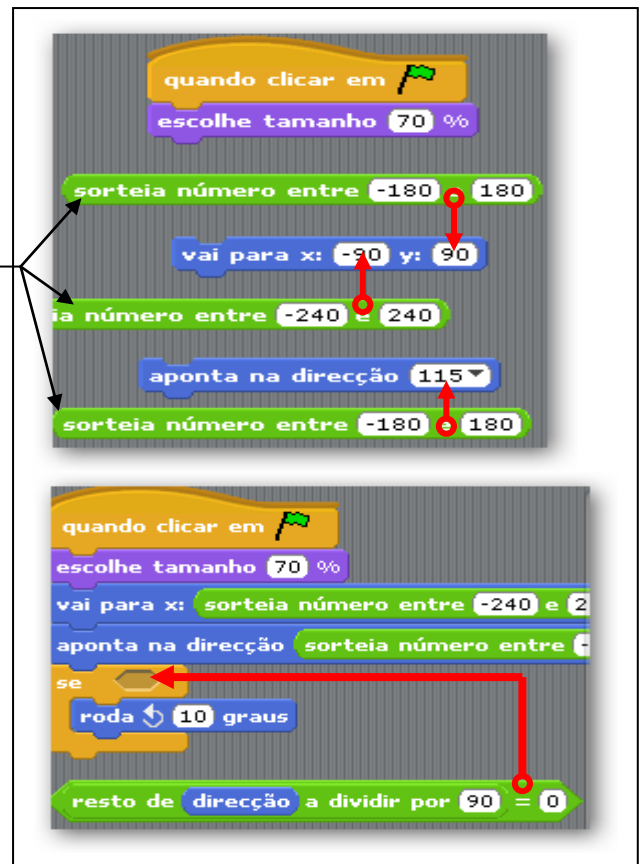 quando clicar em
escolhe tamanho 70 %
sorteia número entre -180 180
vai para x: -90 y: 90
ia número entre -240 e 240
aponta na direcção 115
sorteia número entre -180 e 180
quando clicar em
escolhe tamanho 70 %
vai para x: sorteia número entre -240 e 2
aponta na direcção sorteia número entre -
se
roda 10 graus
resto de direcção a dividir por 90 = 0